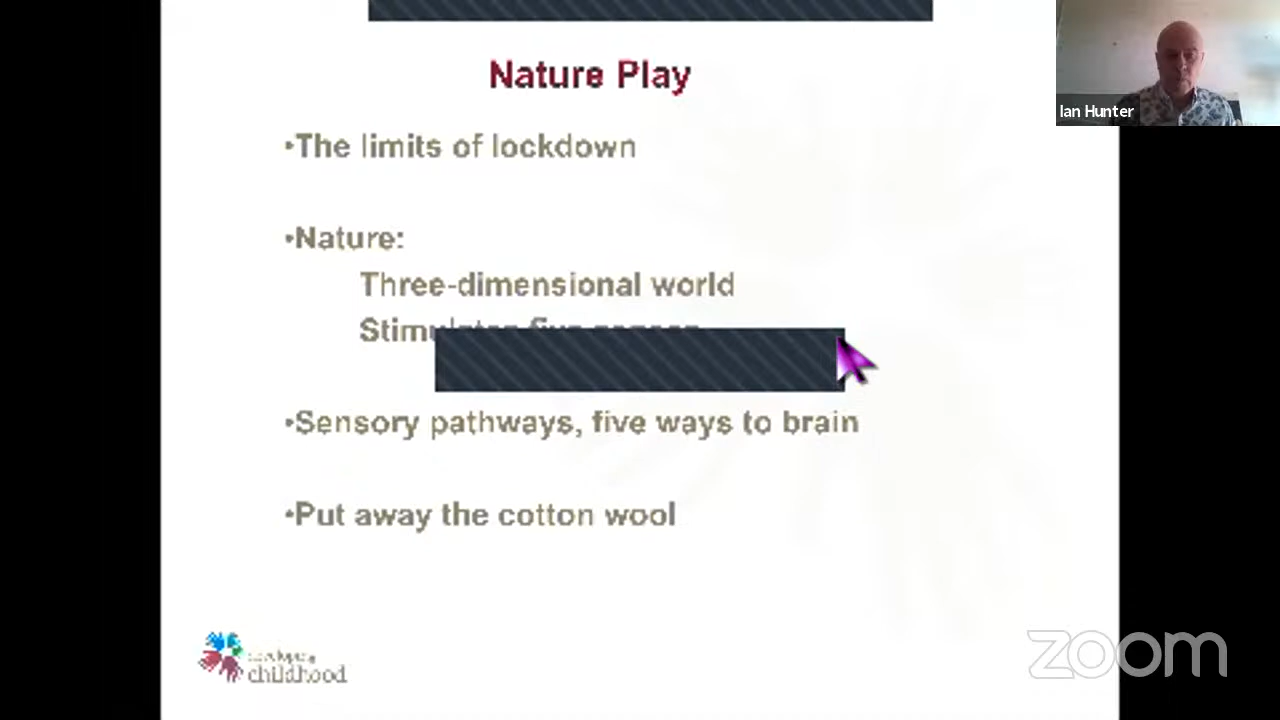 Nature Play
Ian Hunter
•The limits of lockdown
•Nature:
Three-dimensional world
Stimulates five senses
•Sensory pathways, five ways to brain
•Put away the cotton wool
developing
childhood
zoom